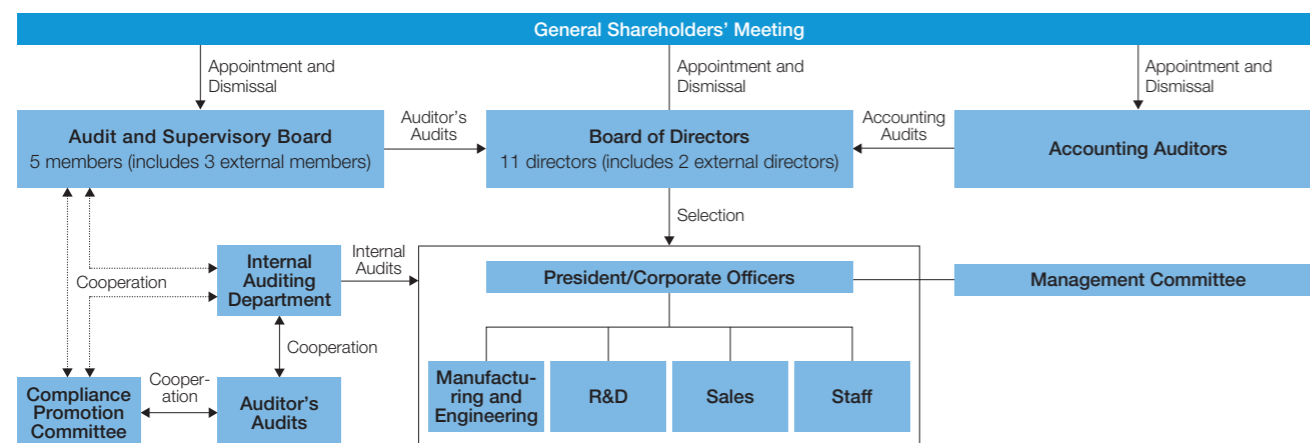 General Shareholders’ Meeting
Appointment and
Dismissal
Appointment and
Dismissal
Appointment and
Dismissal
Audit and Supervisory Board
5 members (includes 3 external members)
Auditor’s
Audits
Board of Directors
11 directors (includes 2 external directors)
Accounting
Audits
Accounting Auditors
Selection
Cooperation
Internal
Auditing
Department
Internal
Audits
President/Corporate Officers
Management Committee
Cooperation
Manufactu-
ring and
Engineering
R&D
Sales
Staff
Compliance
Promotion
Committee
Cooper-
ation
Auditor’s
Audits